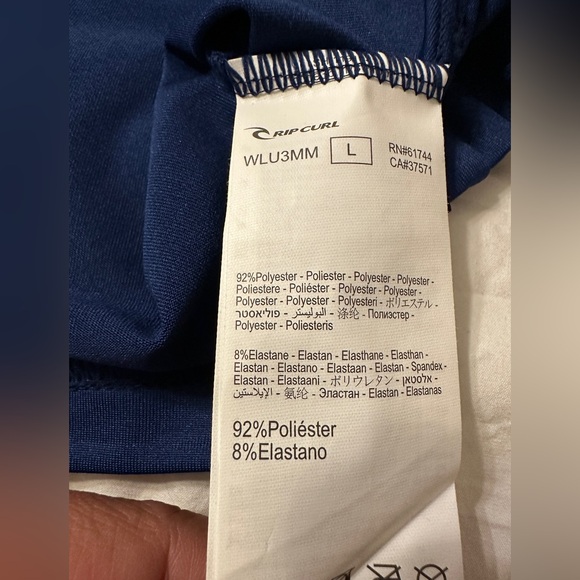 RIP CURL
WLU3MM L RN#61744
CA#37571
92%Polyester - Poliester - Polyester - Polyester -
Poliestere - Poliéster - Polyester - Polyester -
Polyester - Polyester - Polyesteri - ポリエステル -
البوليستر - פוליאסטר - 涤纶 - Полиэстер -
Polyester - Poliesteris
8%Elastane - Elastan - Elasthane - Elasthan -
Elastan - Elastano - Elastaan - Elastan - Spandex -
Elastan - Elastaani - ポリウレタン - אלסטאן -
الإيلاستين - 氨纶 - Эластан - Elastan - Elastanas
92%Poliéster
8%Elastano